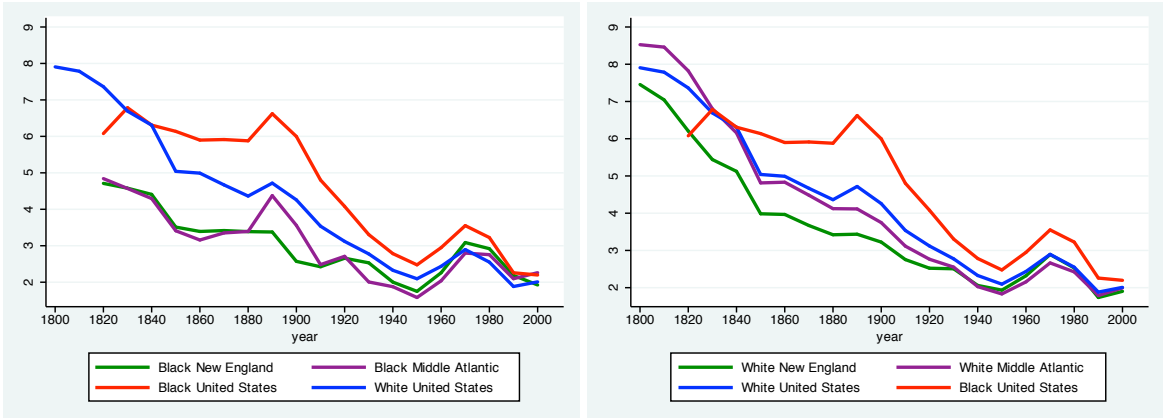 9
8
7
6
5
4
3
2
1800 1820 1840 1860 1880 1900 1920 1940 1960 1980 2000
year
Black New England Black Middle Atlantic
Black United States White United States
9
8
7
6
5
4
3
2
1800 1820 1840 1860 1880 1900 1920 1940 1960 1980 2000
year
White New England White Middle Atlantic
White United States Black United States